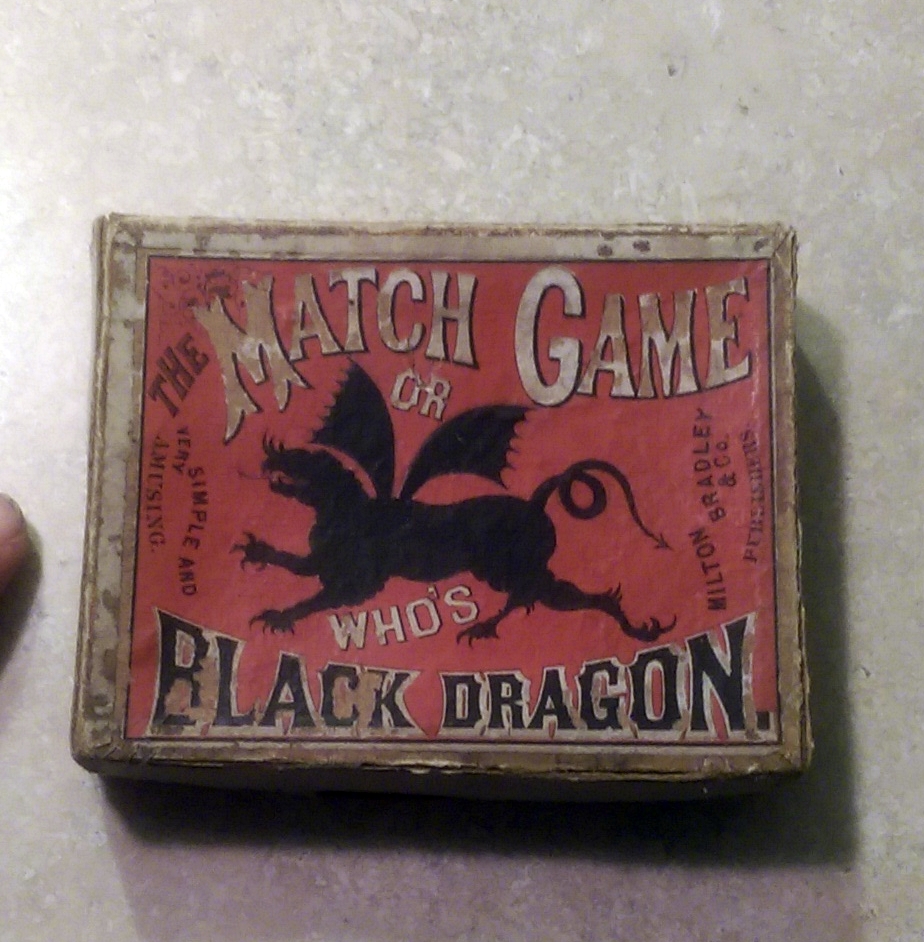 THE
MATCH GAME
OR
VERY SIMPLE AND
AMUSING.
MILTON BRADLEY
& Co.
PUBLISHERS.
WHO'S
BLACK DRAGON.